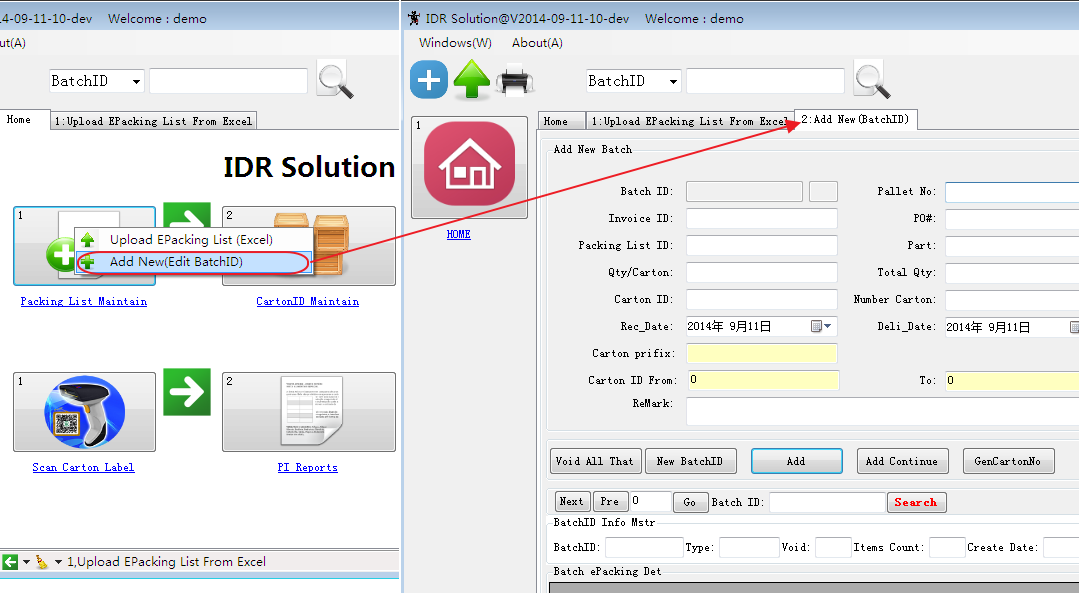 .4-09-11-10-dev Welcome : demo
ut(A)
BatchID
Home 1:Upload EPacking List From Excel
IDR Solution
1 2
Upload EPacking List (Excel)
Add New(Edit BatchID)
Packing List Maintain CartonID Maintain
1 2
Scan Carton Label PI Reports
1,Upload EPacking List From Excel
IDR Solution@V2014-09-11-10-dev Welcome : demo
Windows(W) About(A)
BatchID
1
HOME
Home 1:Upload EPacking List From Excel 2:Add New(BatchID)
Add New Batch
Batch ID: Pallet No:
Invoice ID: PO#:
Packing List ID: Part:
Qty/Carton: Total Qty:
Carton ID: Number Carton:
Rec_Date: 2014年 9月11日 Deli_Date: 2014年 9月11日
Carton prifix:
Carton ID From: 0 To: 0
ReMark:
Void All That New BatchID Add Add Continue GenCartonNo
Next Pre 0 Go Batch ID: Search
BatchID Info Mstr
BatchID: Type: Void: Items Count: Create Date:
Batch ePacking Det